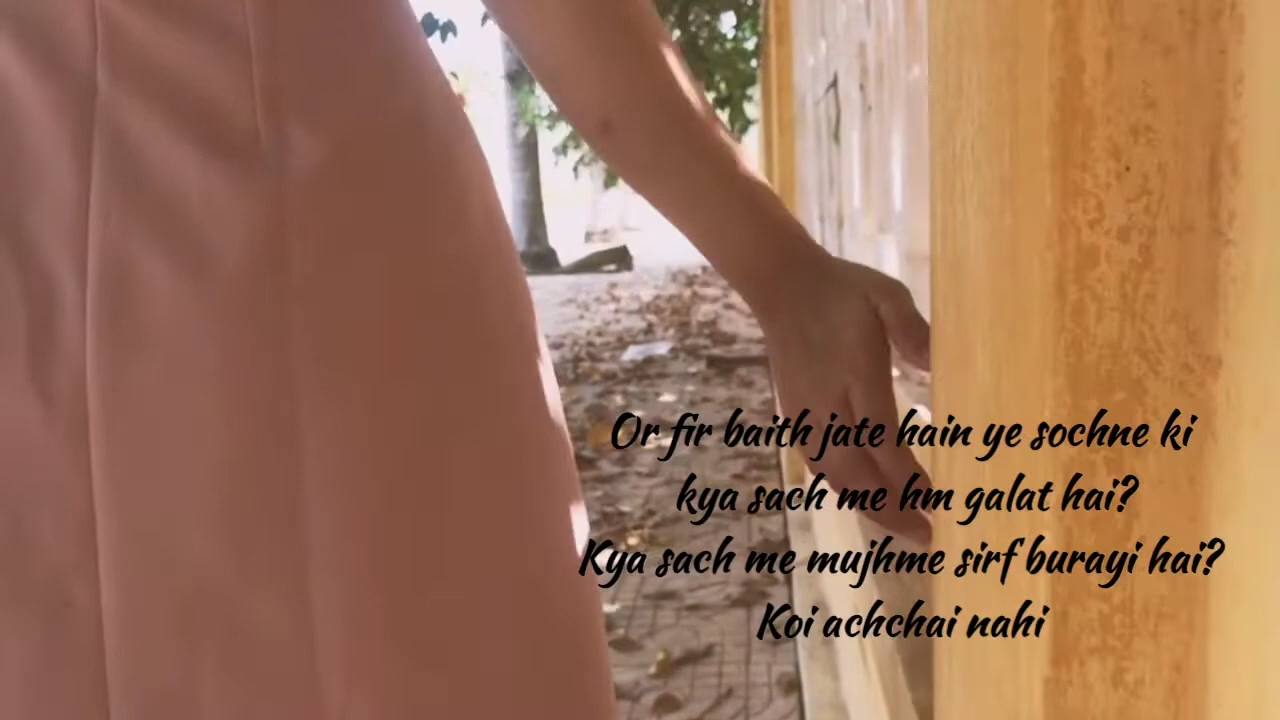 Or fir baith jate hain ye sochne ki
kya sach me hm galat hai?
Kya sach me mujhme sirf burayi hai?
Koi achchai nahi